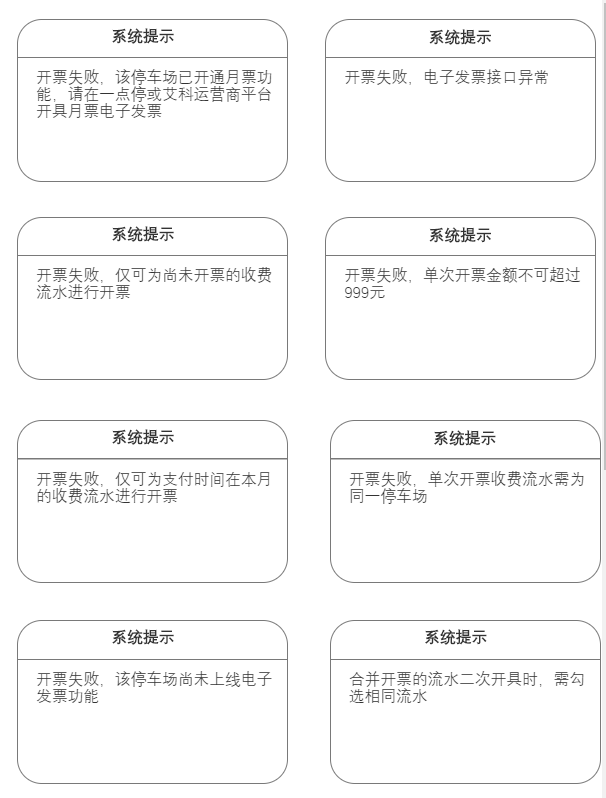 系统提示
开票失败，该停车场已开通月票功
能，请在一点停或艾科运营商平台
开具月票电子发票
系统提示
开票失败，电子发票接口异常
系统提示
开票失败，仅可为尚未开票的收费
流水进行开票
系统提示
开票失败，单次开票金额不可超过
999元
系统提示
开票失败，仅可为支付时间在本月
的收费流水进行开票
系统提示
开票失败，单次开票收费流水需为
同一停车场
系统提示
开票失败，该停车场尚未上线电子
发票功能
系统提示
合并开票的流水二次开具时，需勾
选相同流水